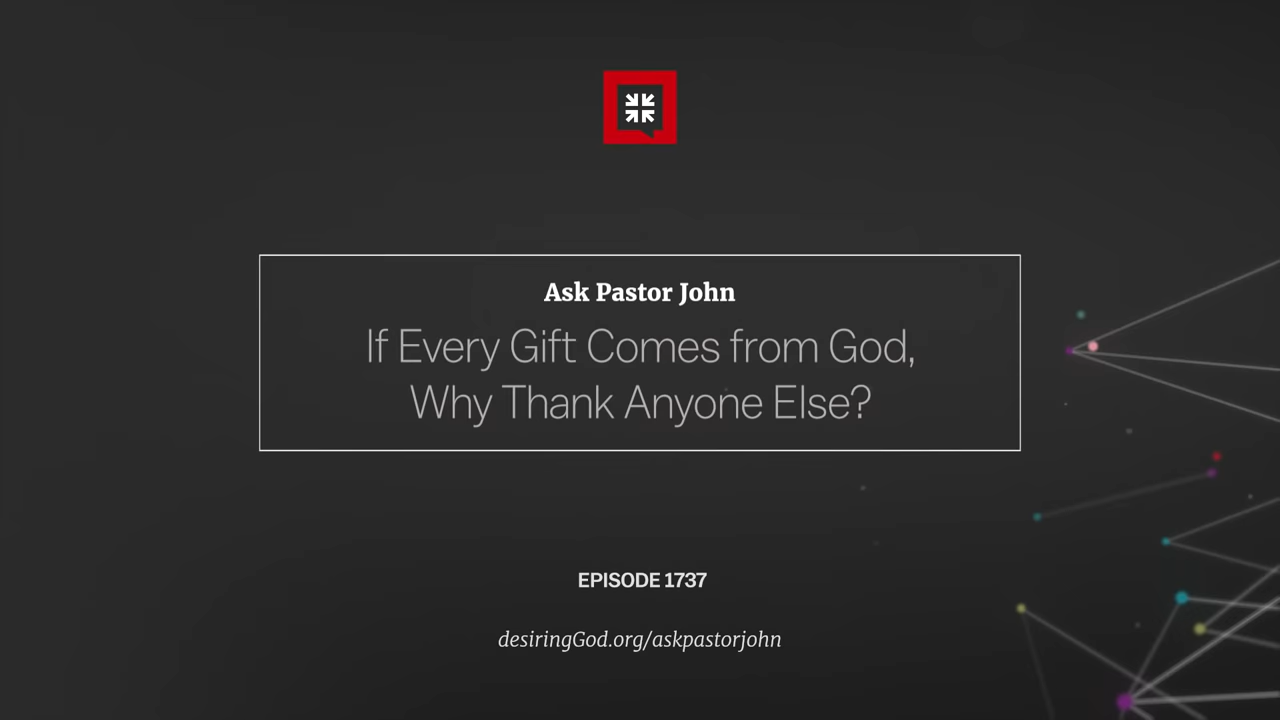 Ask Pastor John
If Every Gift Comes from God,
Why Thank Anyone Else?
EPISODE 1737
desiringGod.org/askpastorjohn